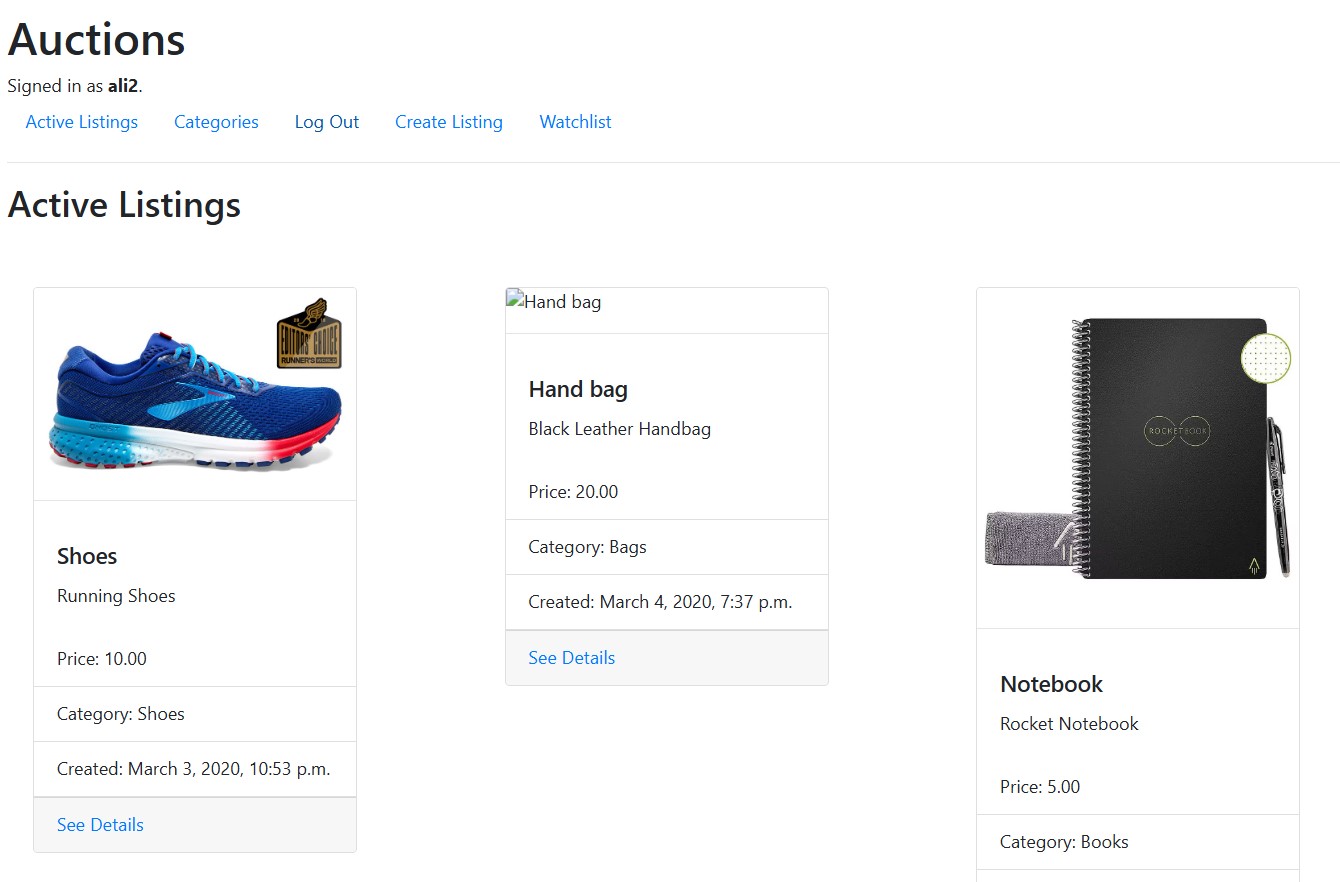 Auctions
Signed in as ali2.
Active Listings Categories Log Out Create Listing Watchlist
Active Listings
EDITORS' CHOICE
RUNNER'S WORLD
Shoes
Running Shoes
Price: 10.00
Category: Shoes
Created: March 3, 2020, 10:53 p.m.
See Details
Hand bag
Hand bag
Black Leather Handbag
Price: 20.00
Category: Bags
Created: March 4, 2020, 7:37 p.m.
See Details
ROCKETBOOK
Notebook
Rocket Notebook
Price: 5.00
Category: Books